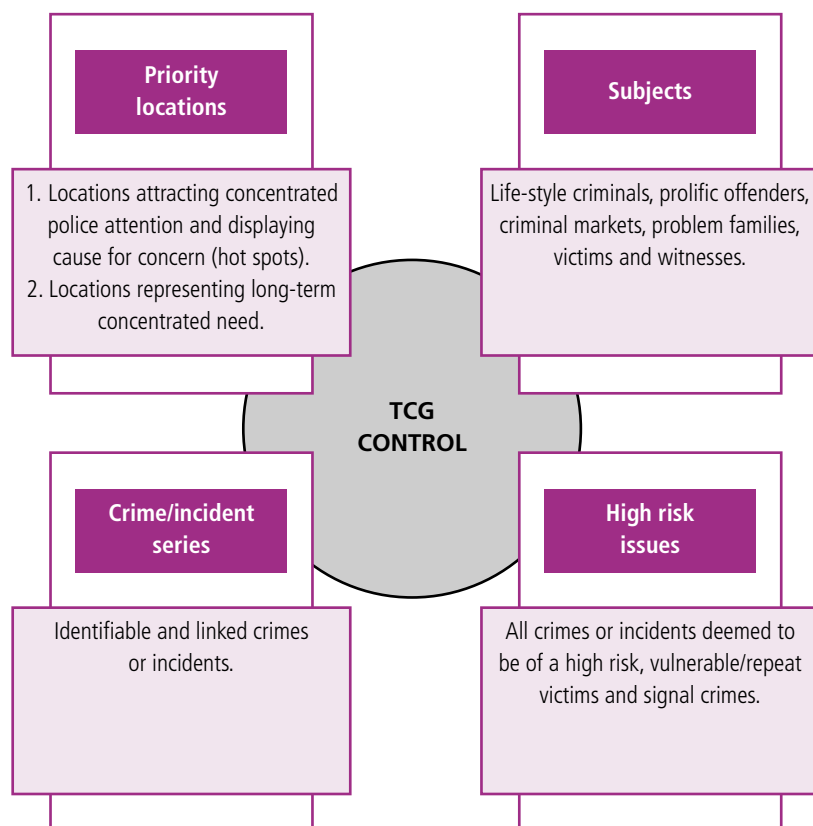 Priority
locations
1. Locations attracting concentrated
police attention and displaying
cause for concern (hot spots).
2. Locations representing long-term
concentrated need.
Subjects
Life-style criminals, prolific offenders,
criminal markets, problem families,
victims and witnesses.
TCG
CONTROL
Crime/incident
series
Identifiable and linked crimes
or incidents.
High risk
issues
All crimes or incidents deemed to
be of a high risk, vulnerable/repeat
victims and signal crimes.